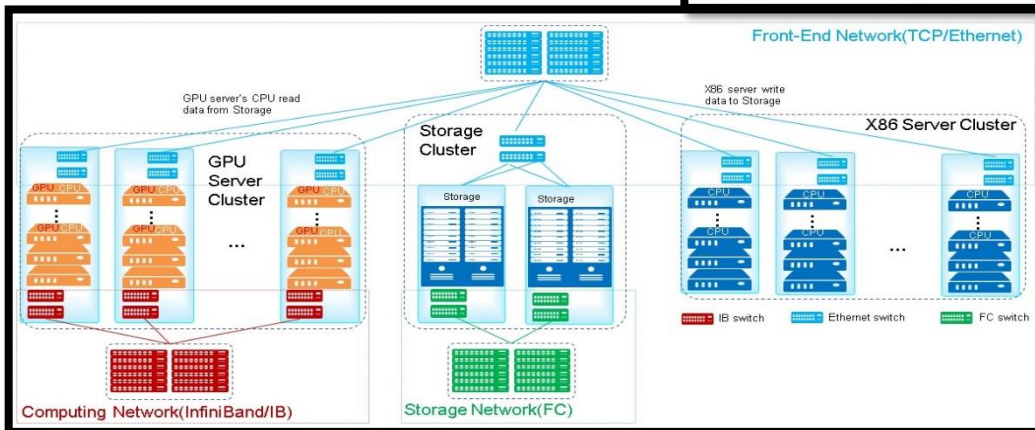 Front-End Network(TCP/Ethernet)
GPU server's CPU read
data from Storage
X86 server write
data to Storage
GPU
Server
Cluster
Storage
Cluster
X86 Server Cluster
GPU CPU
GPU CPU
GPU CPU
GPU CPU
GPU CPU
GPU CPU
...
Storage
Storage
CPU
CPU
CPU
CPU
CPU
CPU
...
IB switch
Ethernet switch
FC switch
Computing Network(InfiniBand/IB)
Storage Network(FC)